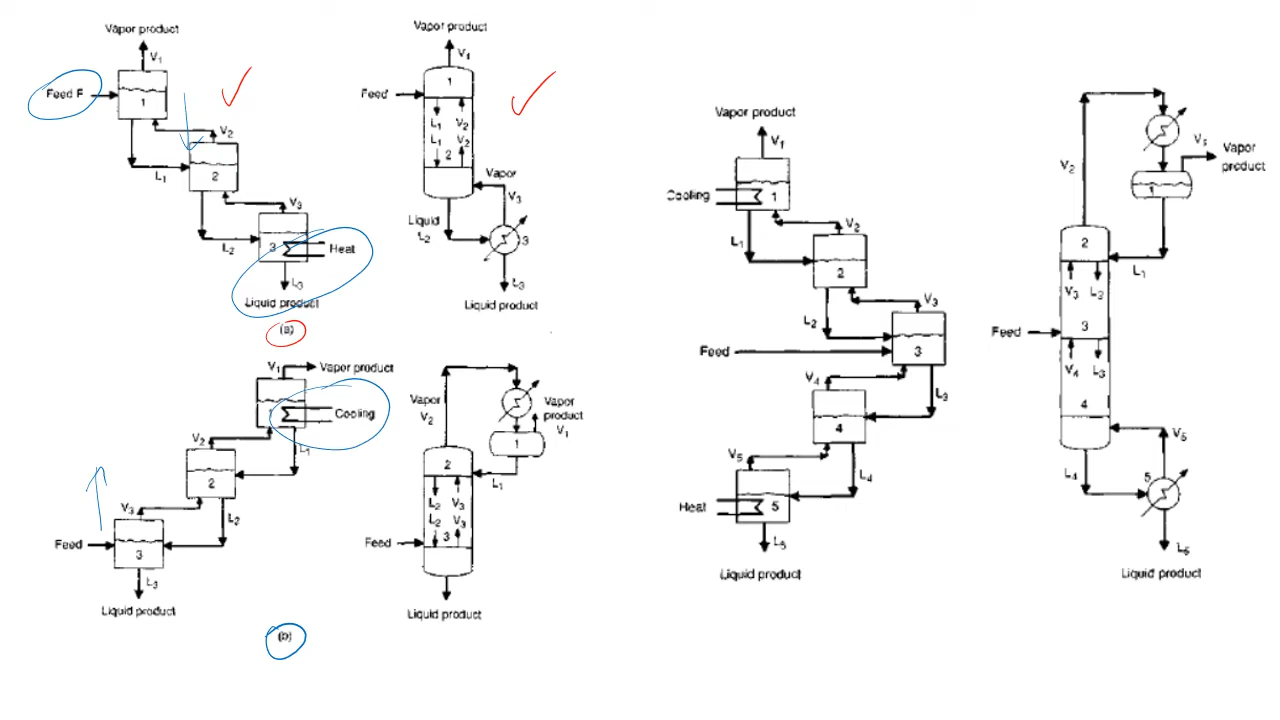 Vapor product
V₁
Feed F
1
V₂
L₁
2
V₃
L₂
3
Heat
L₃
Liquid product
(a)
Vapor product
V₁
Feed
1
L₁ V₂
L₁ V₂
2
Vapor
V₃
Liquid
L₂
3
L₃
Liquid product
V₁
Vapor product
Cooling
L₁
V₂
2
V₃
L₂
Feed
3
L₃
Liquid product
(b)
Vapor
V₂
Vapor
product
V₁
1
2
L₁
L₂ V₃
L₂ V₃
3
Feed
Liquid product
Vapor product
V₁
Cooling
1
L₁
V₂
2
L₂
V₃
Feed
3
V₄
L₃
4
V₅
L₄
Heat
5
L₅
Liquid product
V₂
Vapor
product
1
2
L₁
V₃ L₂
Feed
3
V₄ L₃
4
V₅
L₄
5
Liquid product